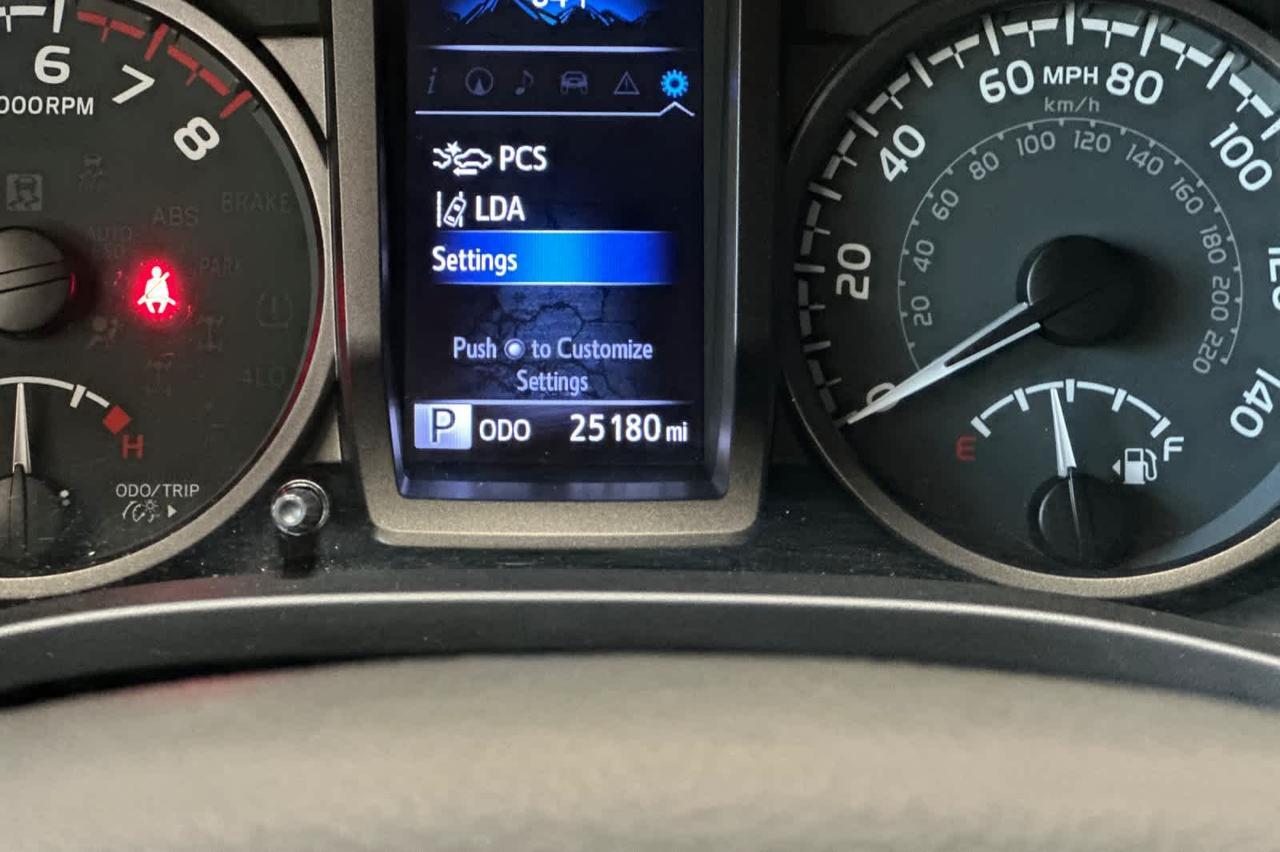 6
7
8
000RPM
ABS
BRAKE
PARK
4LO
H
ODO/TRIP
i
PCS
LDA
Settings
Push to Customize
Settings
P ODO 25180 mi
0
20
40
60 MPH 80
100
140
km/h
20
40
60
80
100
120
140
160
180
200
220
E
F